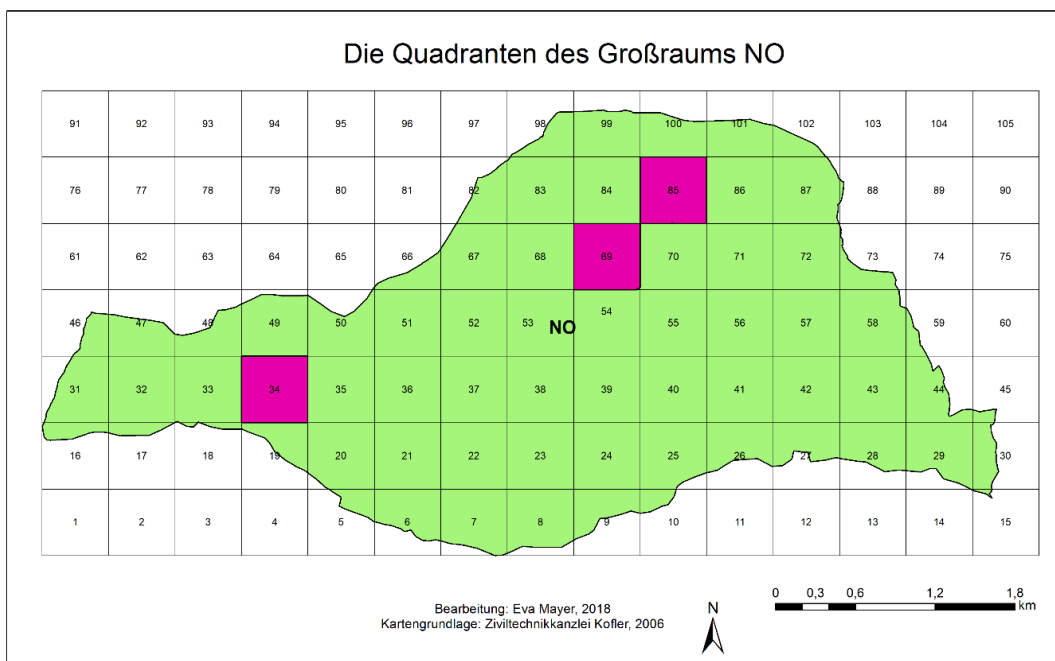 Die Quadranten des Großraums NO
91 92 93 94 95 96 97 98 99 100 101 102 103 104 105
76 77 78 79 80 81 82 83 84 85 86 87 88 89 90
61 62 63 64 65 66 67 68 69 70 71 72 73 74 75
46 47 48 49 50 51 52 53 NO 54 55 56 57 58 59 60
31 32 33 34 35 36 37 38 39 40 41 42 43 44 45
16 17 18 19 20 21 22 23 24 25 26 27 28 29 30
1 2 3 4 5 6 7 8 9 10 11 12 13 14 15
0 0,3 0,6 1,2 1,8
km
Bearbeitung: Eva Mayer, 2018
Kartengrundlage: Ziviltechnikkanzlei Kofler, 2006
N